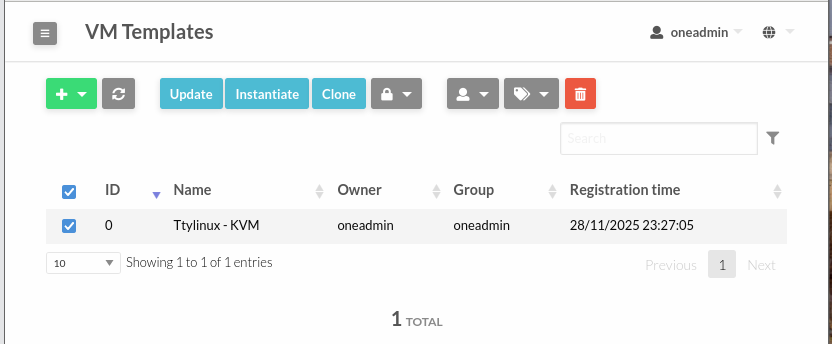 VM Templates
oneadmin
Update Instantiate Clone
Search
ID Name Owner Group Registration time
0 Ttylinux - KVM oneadmin oneadmin 28/11/2025 23:27:05
10 Showing 1 to 1 of 1 entries
Previous 1 Next
1 TOTAL